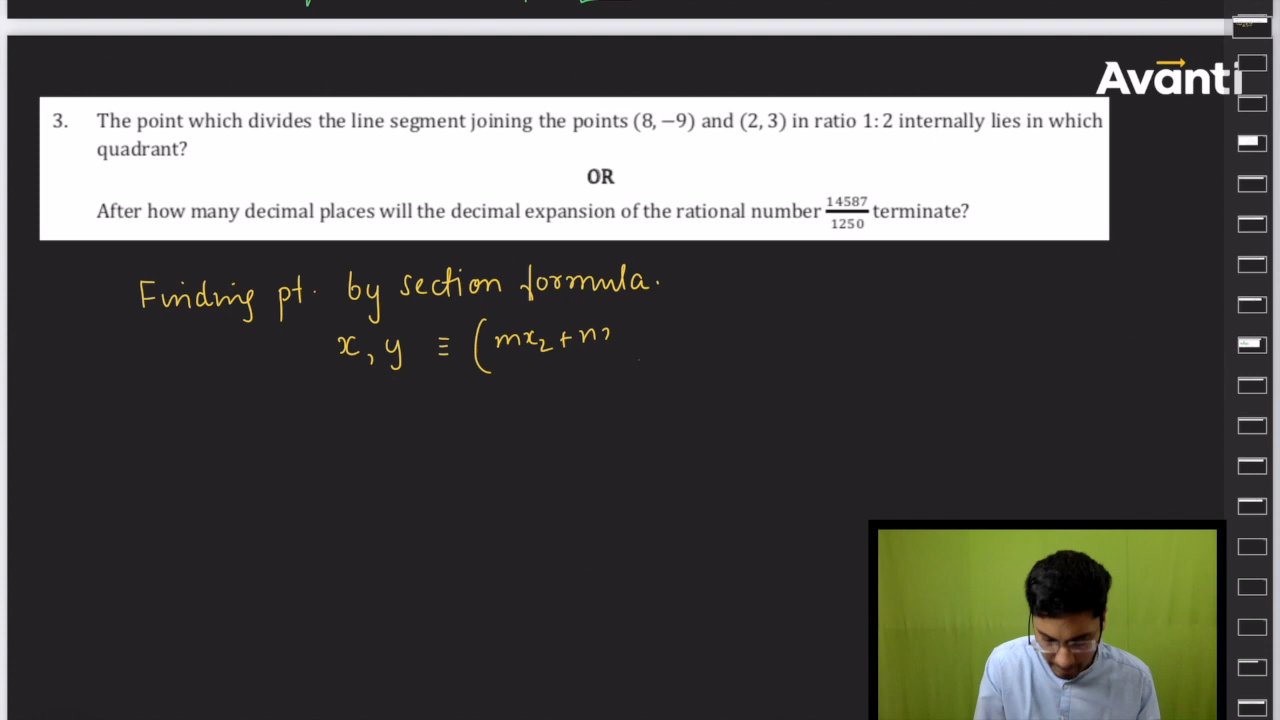 Avanti
3. The point which divides the line segment joining the points (8, −9) and (2, 3) in ratio 1: 2 internally lies in which
quadrant?
OR
After how many decimal places will the decimal expansion of the rational number 14587/1250 terminate?
Finding pt. by section formula.
x, y ≡ (mx₂ + n